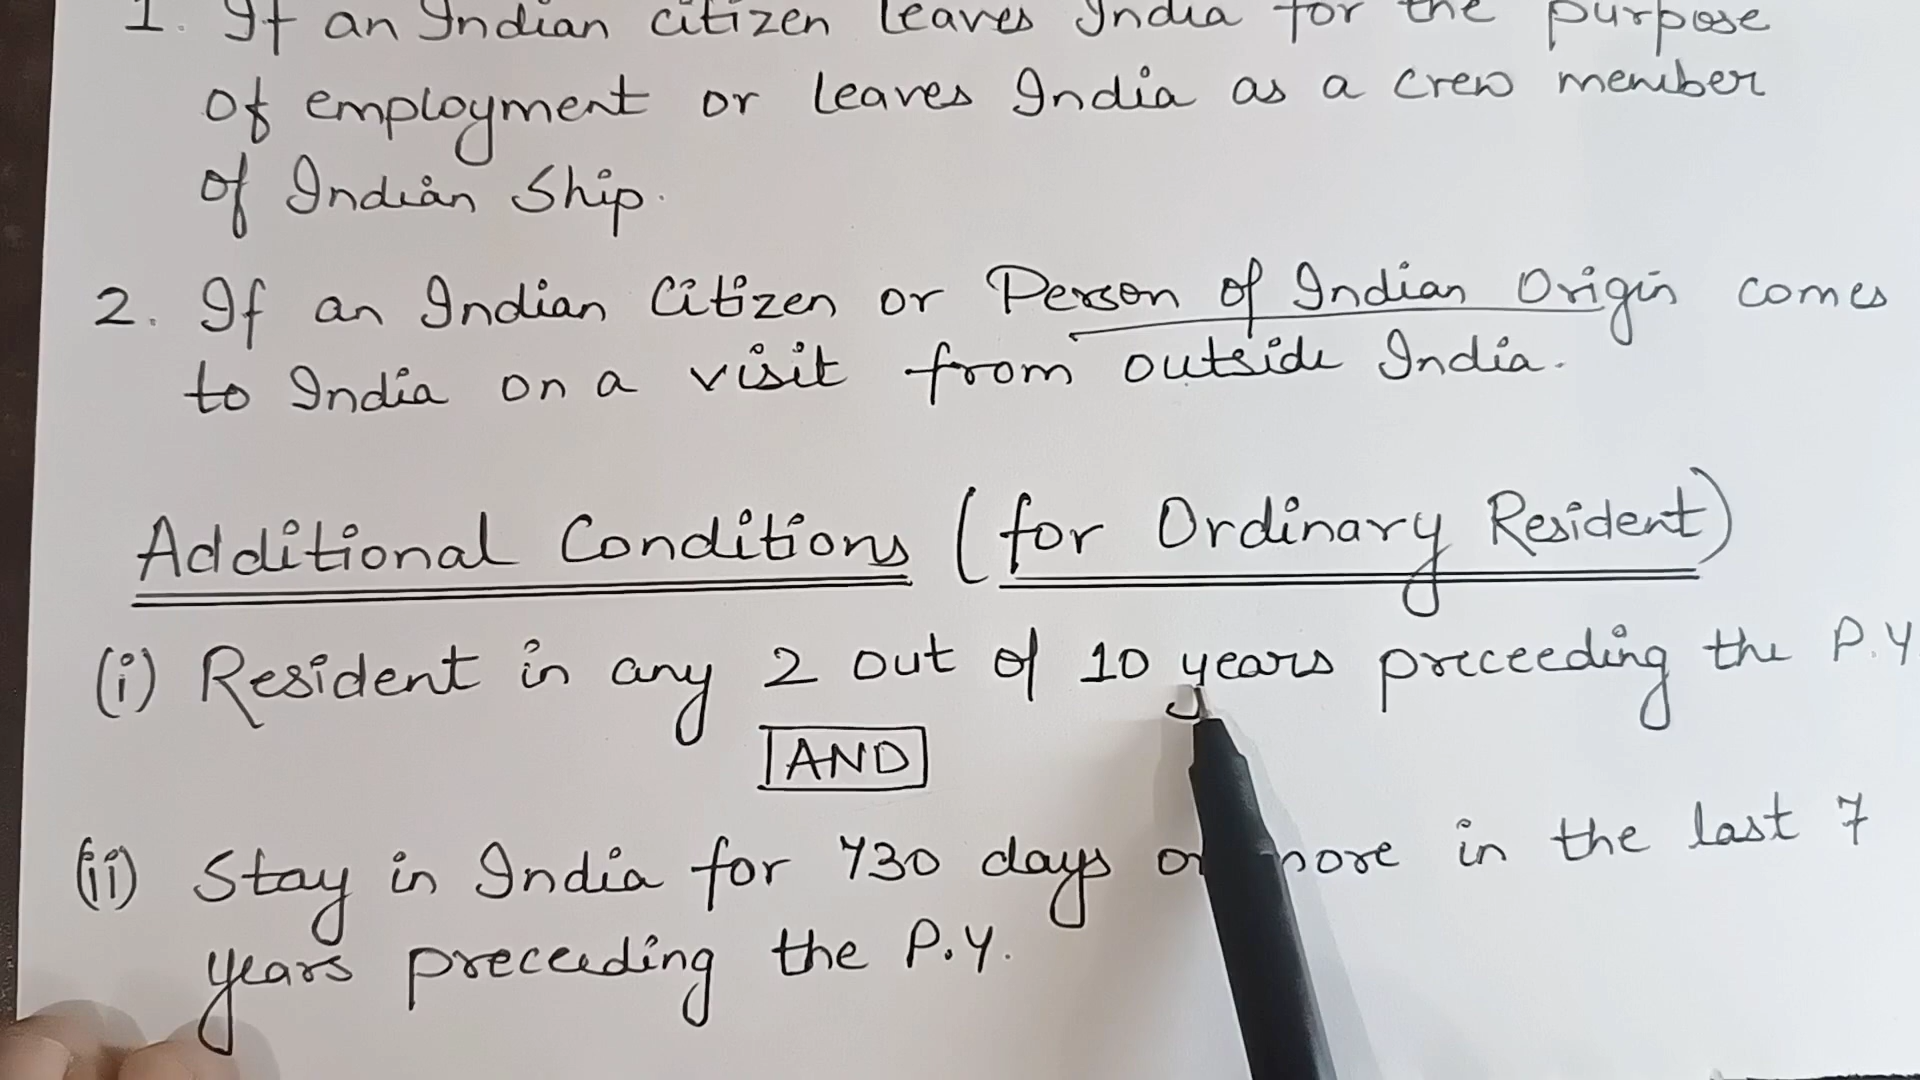 1. If an Indian citizen leaves India for the purpose
of employment or leaves India as a crew member
of Indian Ship.
2. If an Indian Citizen or Person of Indian Origin comes
to India on a visit from outside India.
Additional Conditions (for Ordinary Resident)
(i) Resident in any 2 out of 10 years preceeding the P.Y
AND
(ii) Stay in India for 730 days or more in the last 7
years preceeding the P.Y.